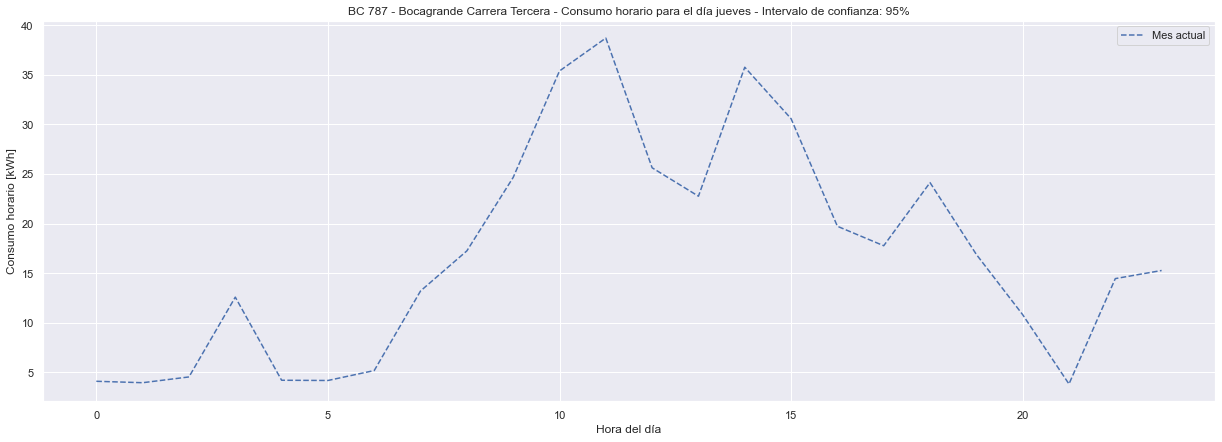 BC 787 - Bocagrande Carrera Tercera - Consumo horario para el día jueves - Intervalo de confianza: 95%
Mes actual
Consumo horario [kWh]
40
35
30
25
20
15
10
5
0 5 10 15 20
Hora del día